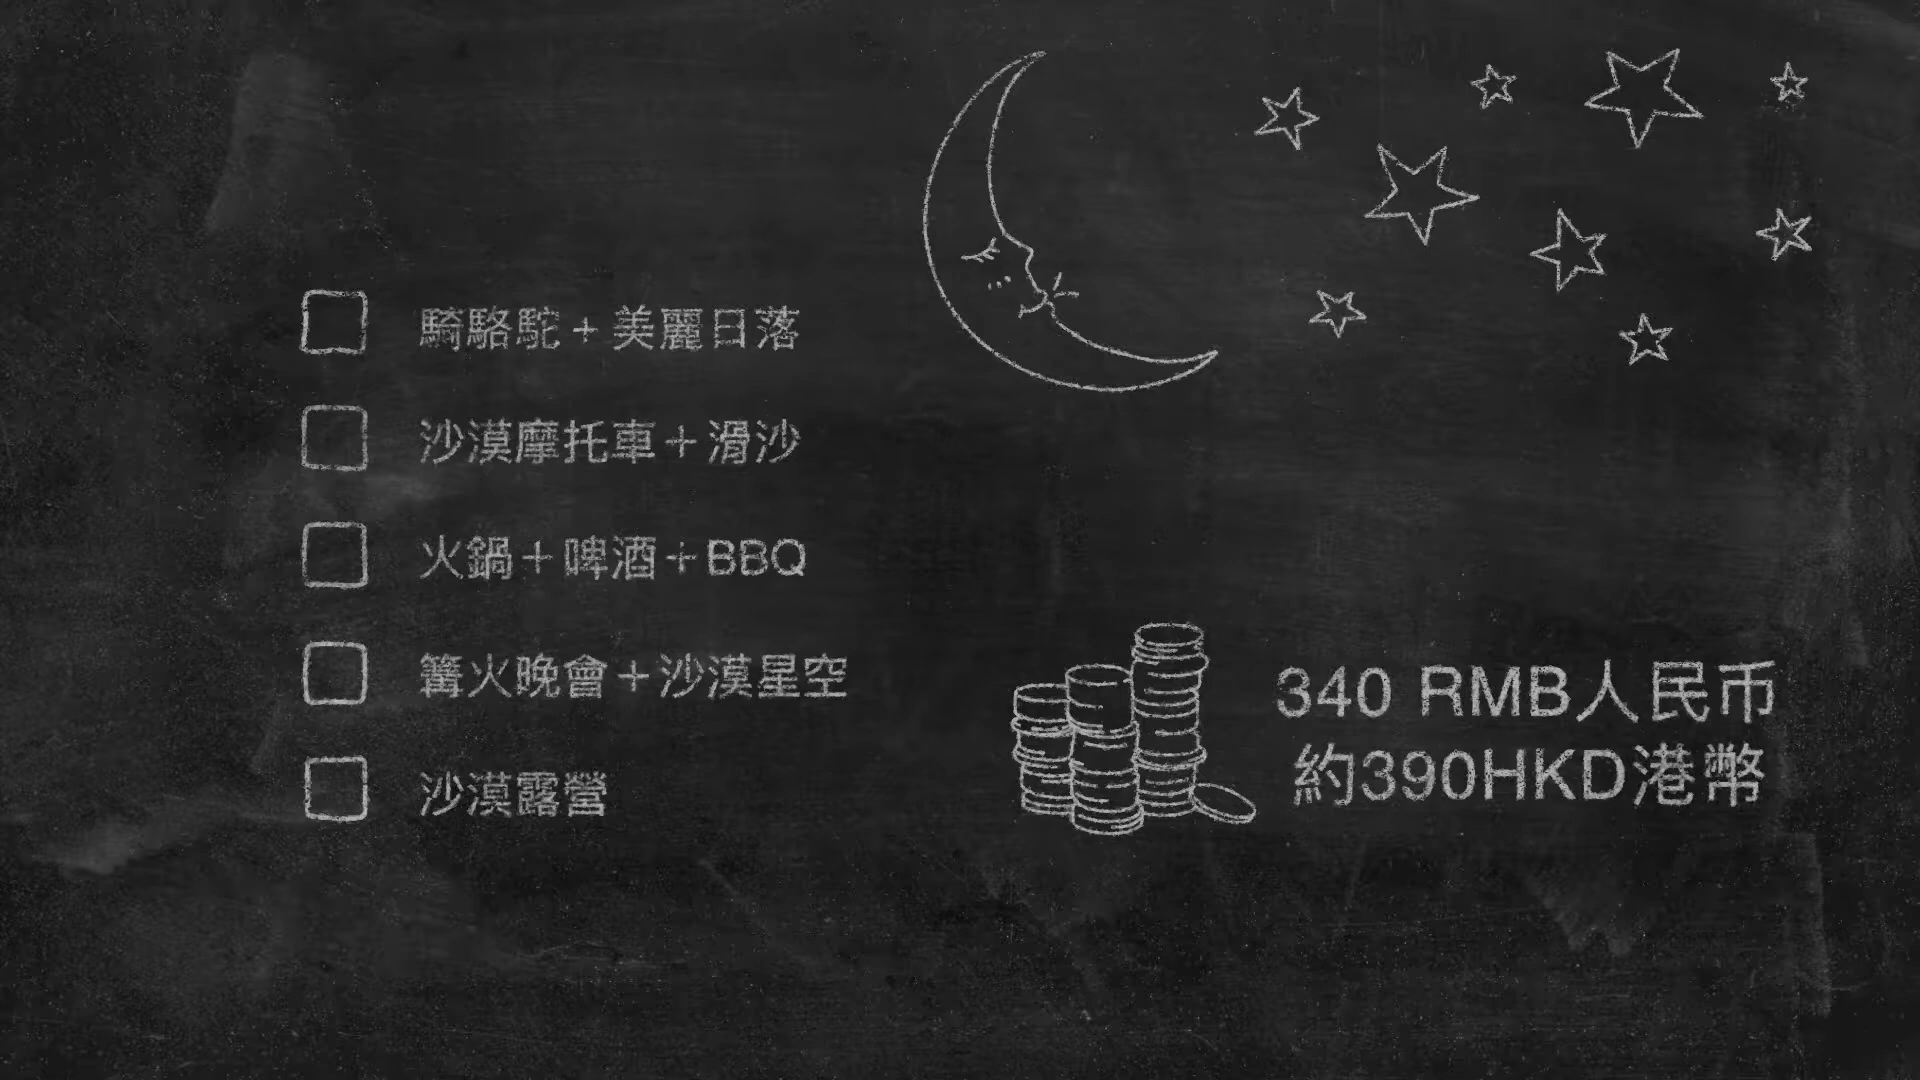 騎駱駝+美麗日落
沙漠摩托車+滑沙
火鍋+啤酒+BBQ
篝火晚會+沙漠星空
沙漠露營
340 RMB人民币
約390HKD港幣